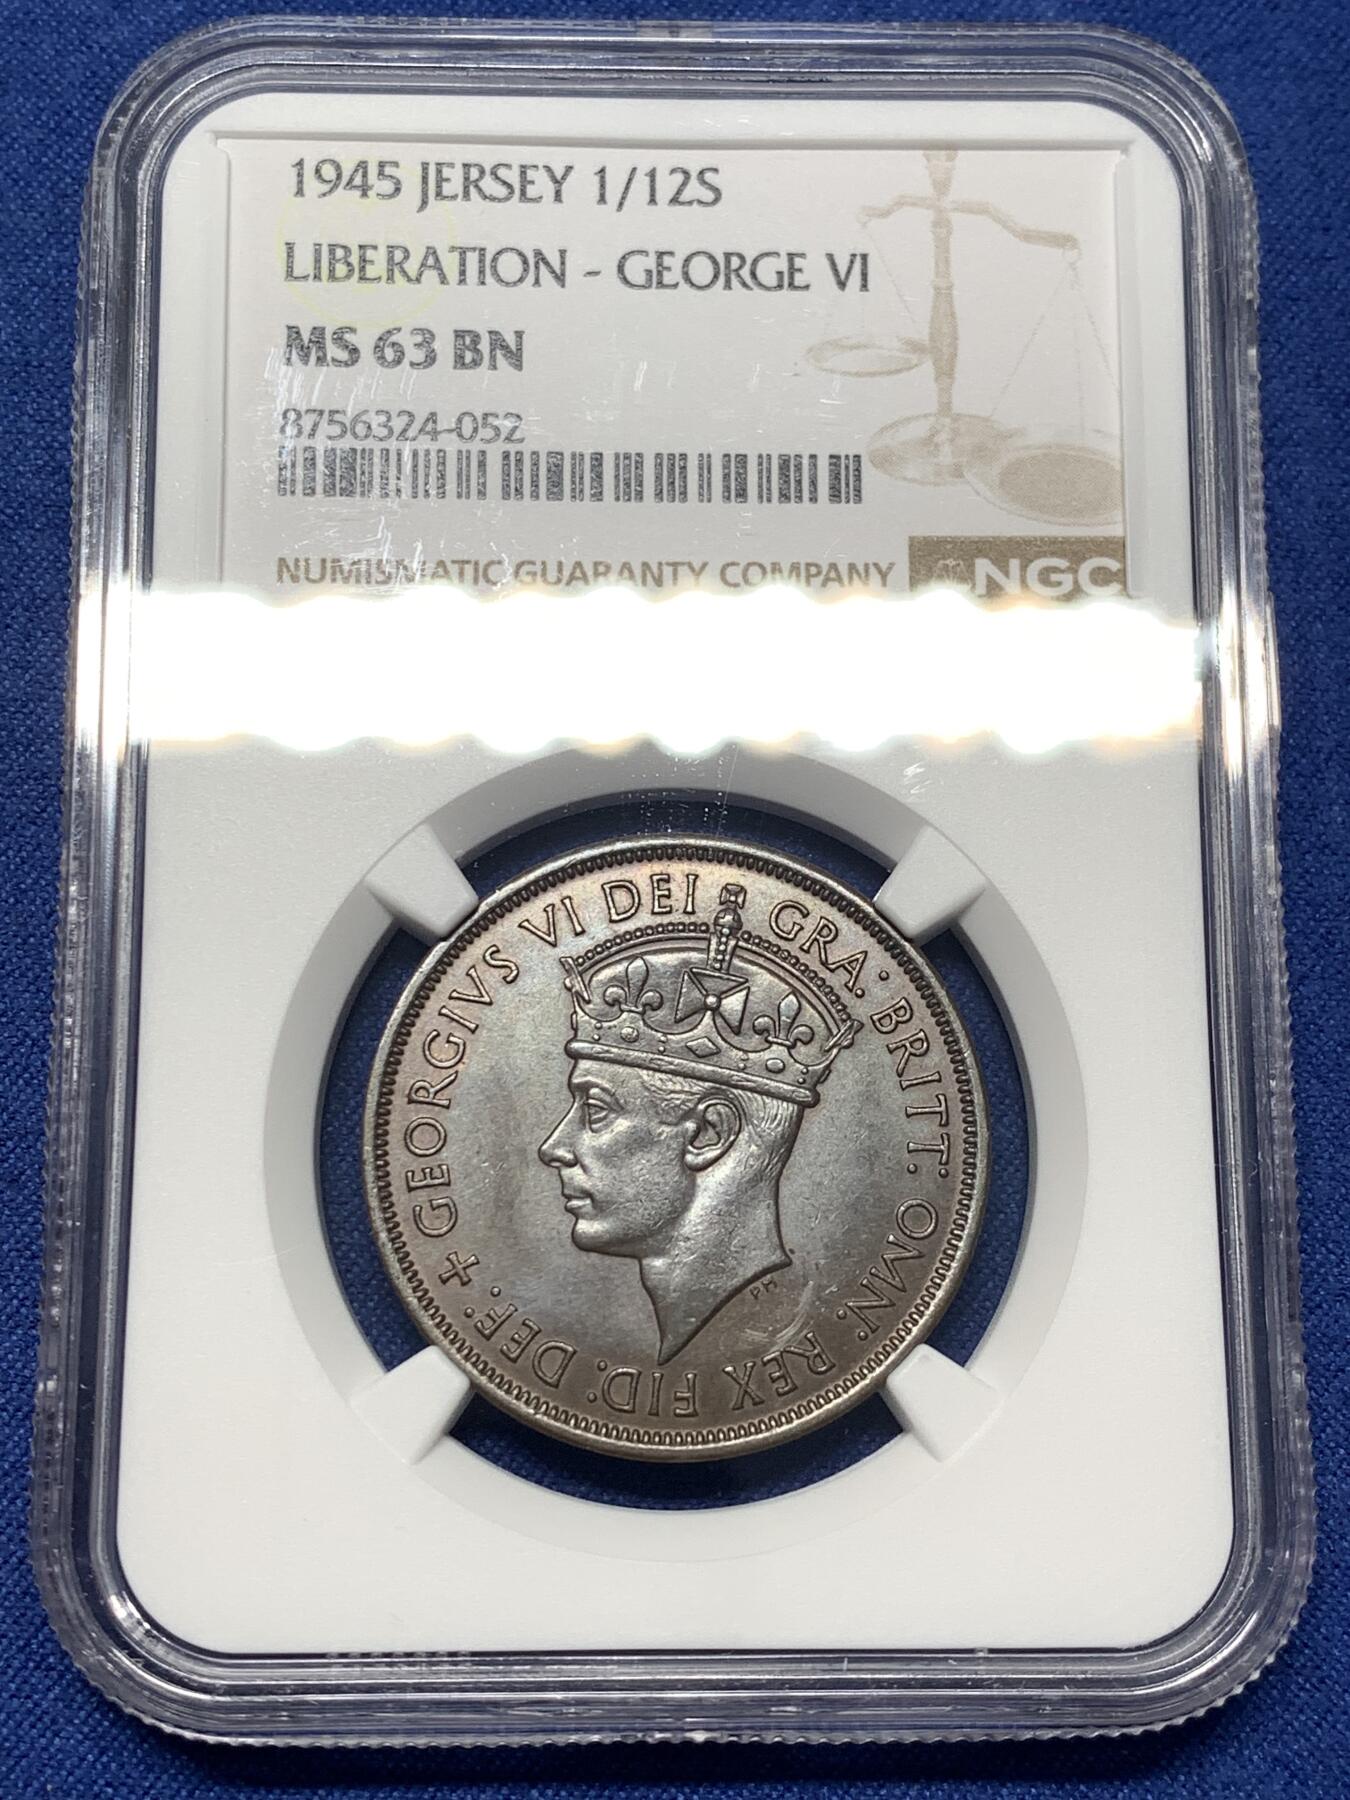 1945 JERSEY 1/12S
LIBERATION - GEORGE VI
MS 63 BN
8756324-052
NUMISMATIC GUARANTY COMPANY NGC
+ GEORGIVS VI DEI GRA: BRITT: OMN: REX FID: DEF:
PH